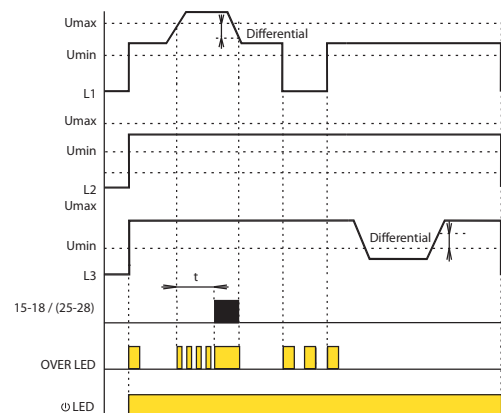 Umax
Differential
Umin
L1
Umax
Umin
L2
Umax
Umin
Differential
L3
t
15-18 / (25-28)
OVER LED
⏻ LED